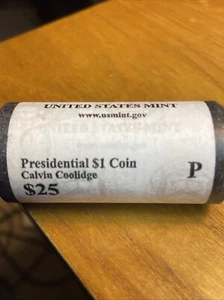 UNITED STATES MINT
www.usmint.gov
Presidential $1 Coin
Calvin Coolidge
$25
P